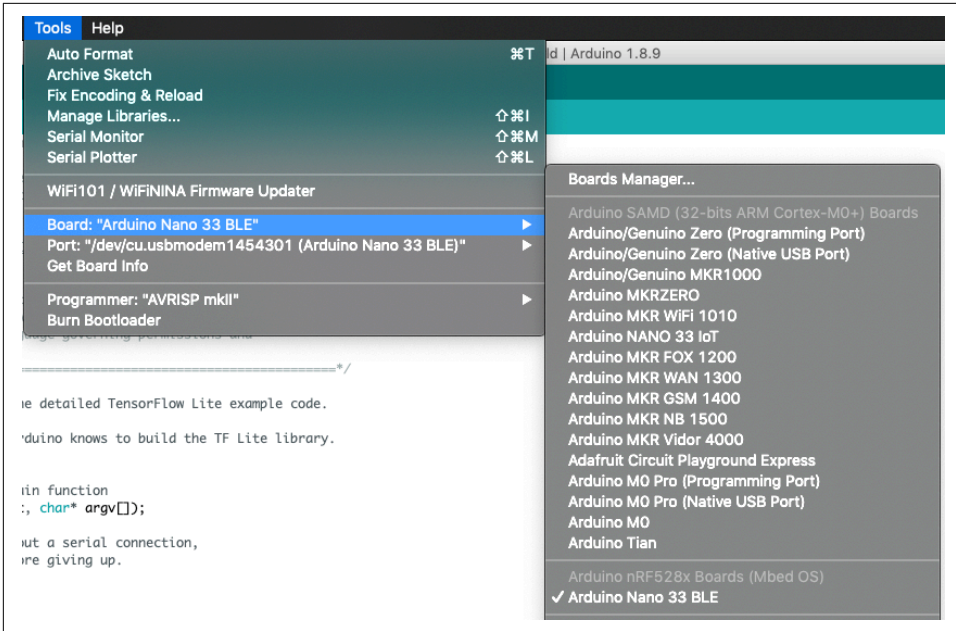 Tools Help
Auto Format ⌘T
ld | Arduino 1.8.9
Archive Sketch
Fix Encoding & Reload
Manage Libraries... ⇧⌘I
Serial Monitor ⇧⌘M
Serial Plotter ⇧⌘L
WiFi101 / WiFiNINA Firmware Updater
Board: "Arduino Nano 33 BLE" ▶
Port: "/dev/cu.usbmodem1454301 (Arduino Nano 33 BLE)" ▶
Get Board Info
Programmer: "AVRISP mkII" ▶
Burn Bootloader
governing permissions and
==========================================*/
detailed TensorFlow Lite example code.
knows to build the TF Lite library.
function
, char* argv[]);
a serial connection,
giving up.
Boards Manager...
Arduino SAMD (32-bits ARM Cortex-M0+) Boards
Arduino/Genuino Zero (Programming Port)
Arduino/Genuino Zero (Native USB Port)
Arduino/Genuino MKR1000
Arduino MKRZERO
Arduino MKR WiFi 1010
Arduino NANO 33 IoT
Arduino MKR FOX 1200
Arduino MKR WAN 1300
Arduino MKR GSM 1400
Arduino MKR NB 1500
Arduino MKR Vidor 4000
Adafruit Circuit Playground Express
Arduino M0 Pro (Programming Port)
Arduino M0 Pro (Native USB Port)
Arduino M0
Arduino Tian
Arduino nRF528x Boards (Mbed OS)
✓ Arduino Nano 33 BLE